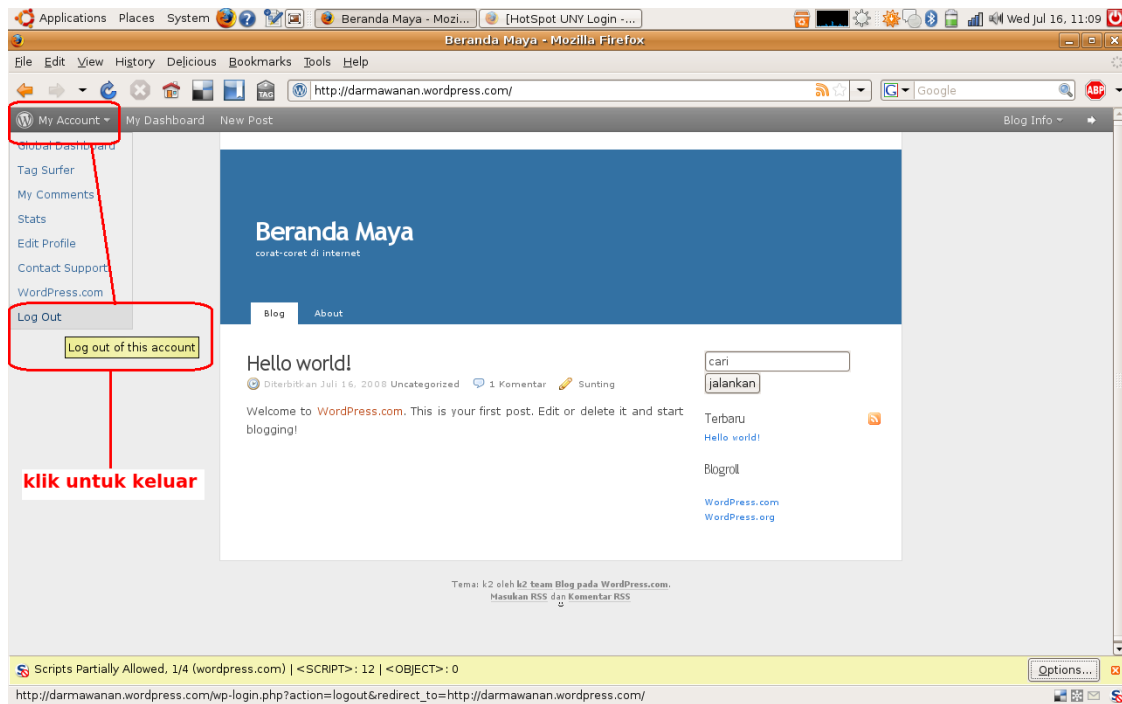 Applications Places System Beranda Maya - Mozi... [HotSpot UNY Login -... Wed Jul 16, 11:09
Beranda Maya - Mozilla Firefox
File Edit View History Delicious Bookmarks Tools Help
TAG http://darmawanan.wordpress.com/ G Google ABP
My Account My Dashboard New Post Blog Info
Global Dashboard
Tag Surfer
My Comments
Stats
Edit Profile
Contact Support
WordPress.com
Log Out
Log out of this account
klik untuk keluar
Beranda Maya
corat-coret di internet
Blog About
Hello world!
Diterbitkan Juli 16, 2008 Uncategorized 1 Komentar Sunting
Welcome to WordPress.com. This is your first post. Edit or delete it and start
blogging!
cari
jalankan
Terbaru
Hello world!
Blogroll
WordPress.com
WordPress.org
Tema: k2 oleh k2 team Blog pada WordPress.com.
Masukan RSS dan Komentar RSS
Scripts Partially Allowed, 1/4 (wordpress.com) | <SCRIPT>: 12 | <OBJECT>: 0 Options...
http://darmawanan.wordpress.com/wp-login.php?action=logout&redirect_to=http://darmawanan.wordpress.com/